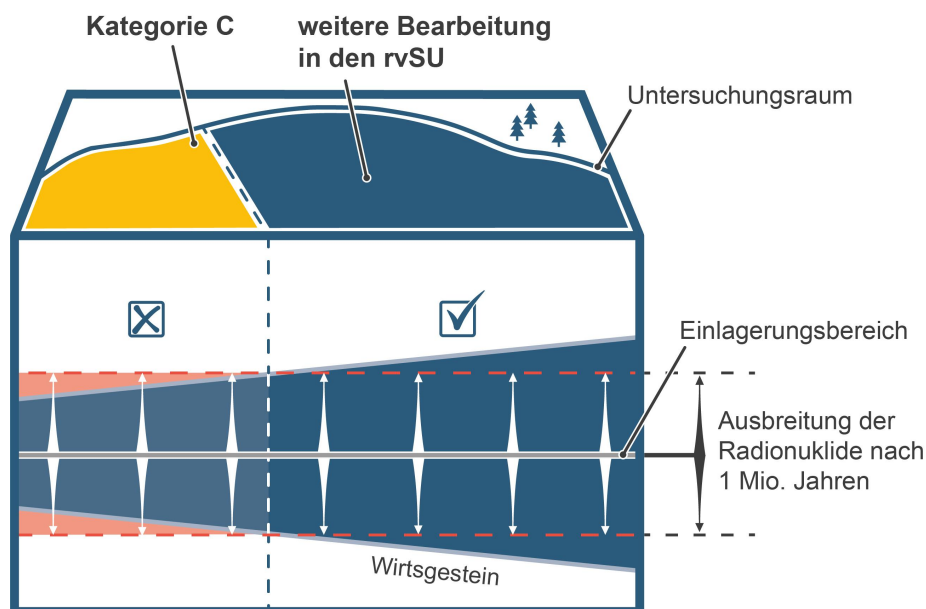 Kategorie C
weitere Bearbeitung
in den rvSU
Untersuchungsraum
Einlagerungsbereich
Ausbreitung der
Radionuklide nach
1 Mio. Jahren
Wirtsgestein